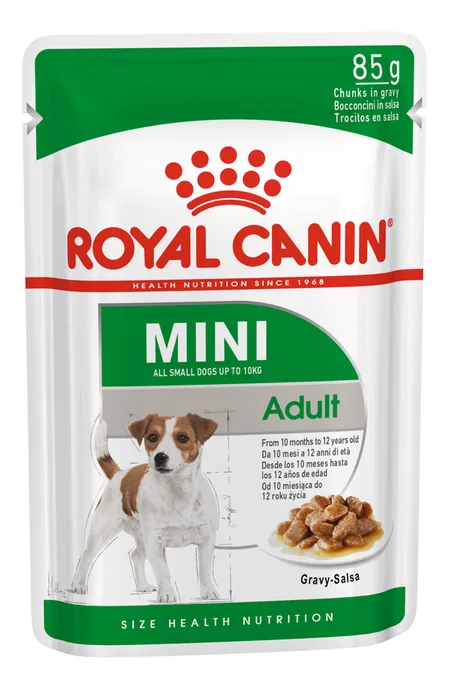 85g
Chunks in gravy
Bocconcini in salsa
Trocitos en salsa
ROYAL CANIN®
HEALTH NUTRITION SINCE 1968
MINI
ALL SMALL DOGS UP TO 10KG
Adult
From 10 months to 12 years old
Da 10 mesi a 12 anni di età
Desde los 10 meses hasta
los 12 años de edad
Od 10 miesiąca do
12 roku życia
Gravy-Salsa
SIZE HEALTH NUTRITION